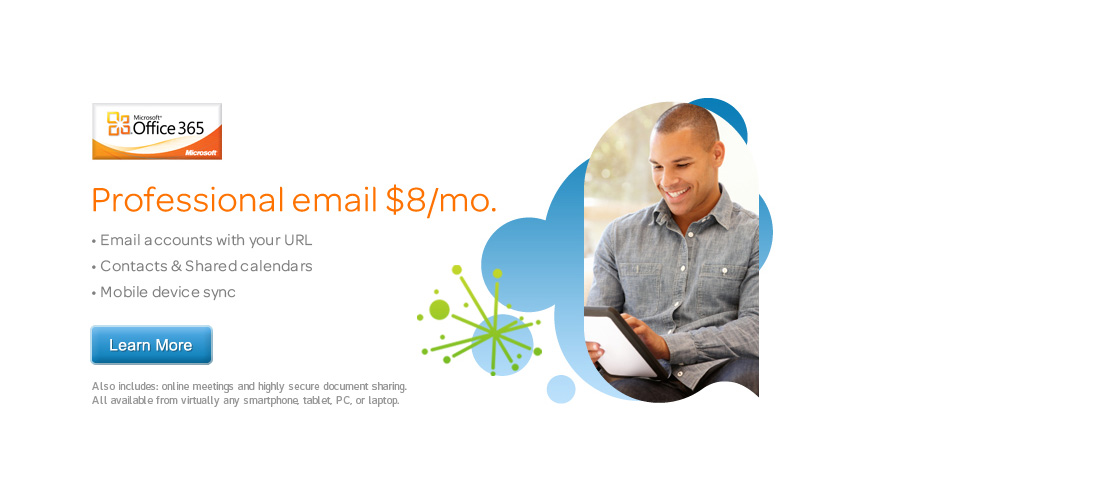 Microsoft®
Office 365
Microsoft®
Professional email $8/mo.
• Email accounts with your URL
• Contacts & Shared calendars
• Mobile device sync
Learn More
Also includes: online meetings and highly secure document sharing.
All available from virtually any smartphone, tablet, PC, or laptop.